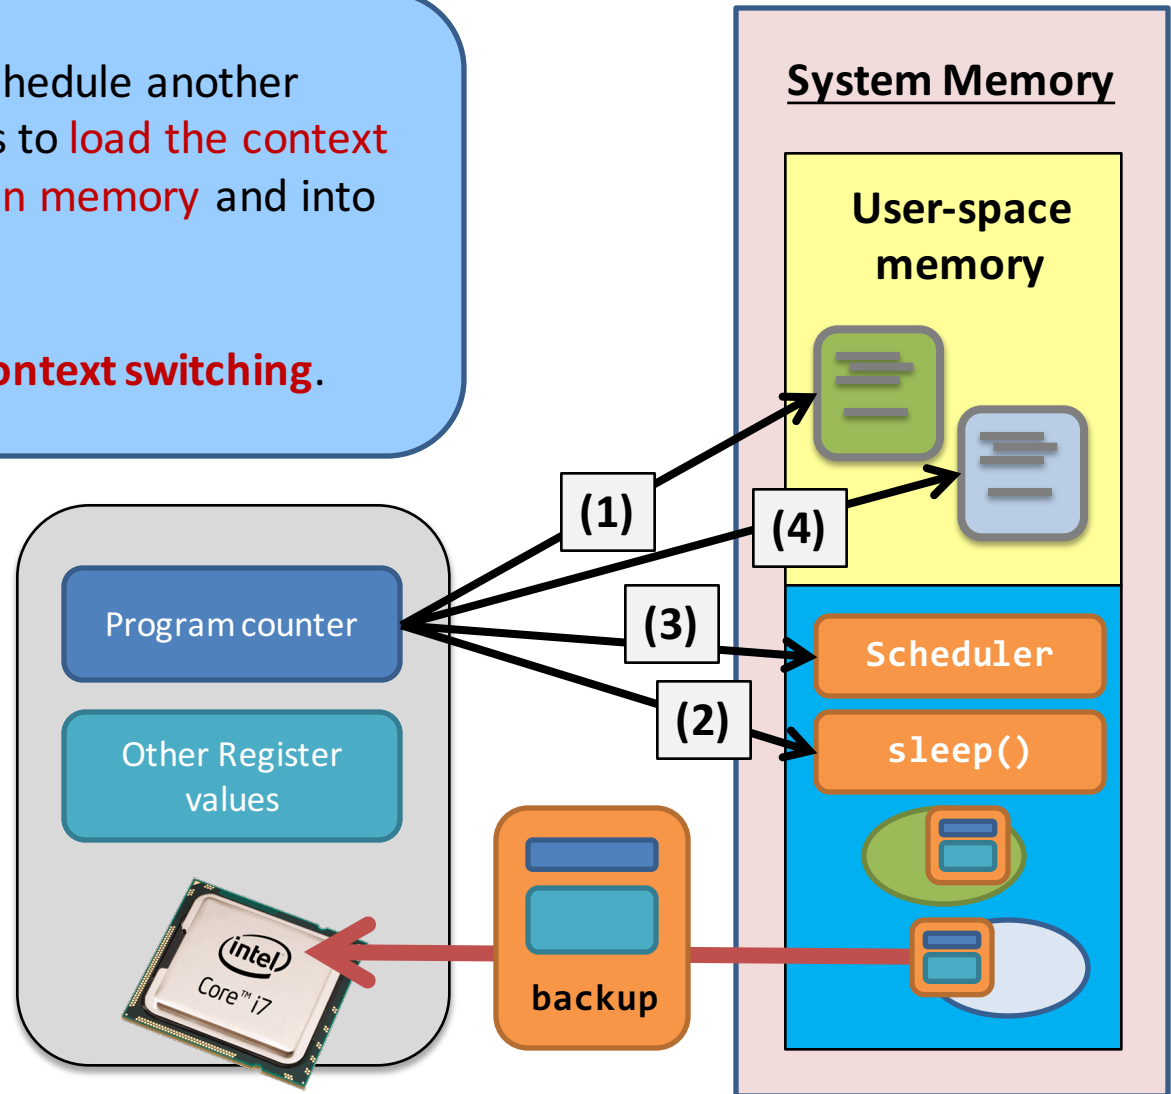 hedule another
s to load the context
n memory and into
ontext switching.
System Memory
User-space
memory
(1)
(4)
(3)
(2)
Program counter
Other Register
values
Scheduler
sleep()
backup
intel
Core™ i7